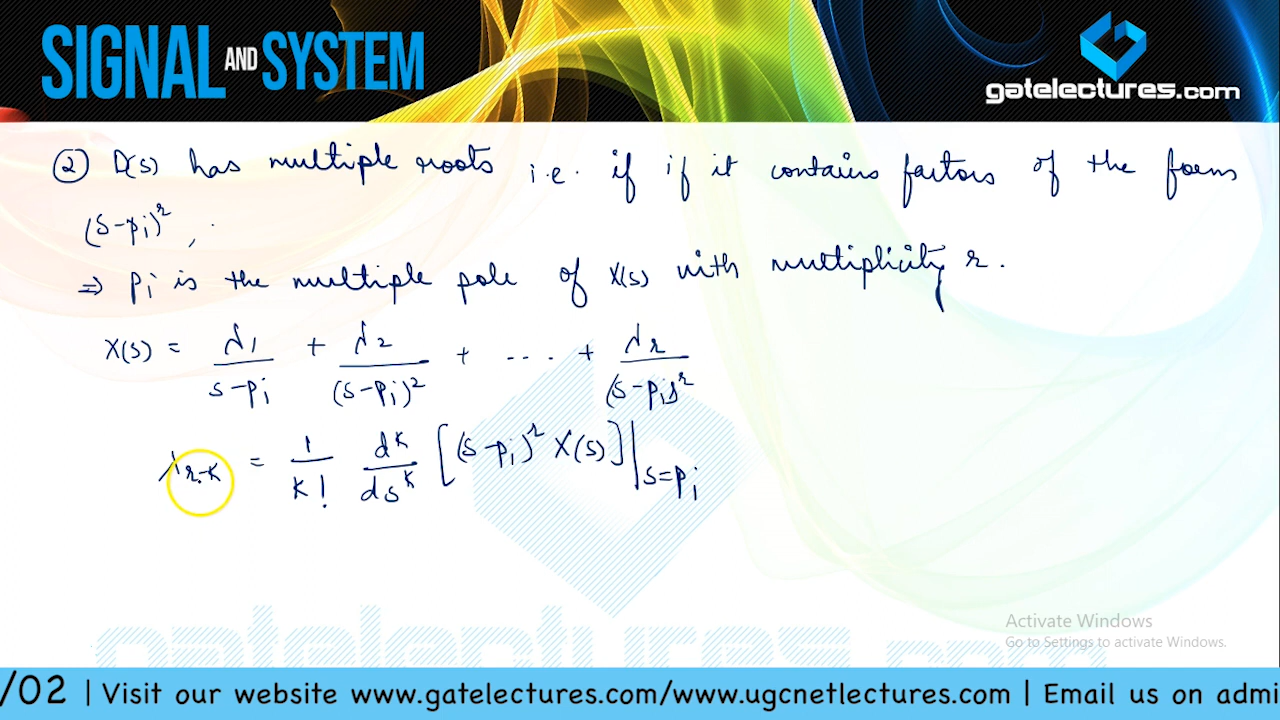 SIGNAL AND SYSTEM
gatelectures.com
② D(s) has multiple roots i.e. if if it contains factors of the form
(s-pi)^r, .
⇒ pi is the multiple pole of X(s) with multiplicity r.
X(s) = λ1/(s-pi) + λ2/(s-pi)^2 + .... + λr/(s-pi)^r
λr-k = 1/k! d^k/ds^k [(s-pi)^r X(s)]|s=pi
gatelectures.com
Activate Windows
Go to Settings to activate Windows.
/02 | Visit our website www.gatelectures.com/www.ugcnetlectures.com | Email us on admi